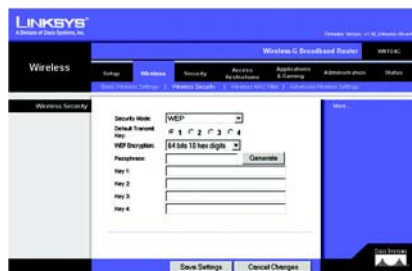 LINKSYS
A Division of Cisco Systems, Inc.
Wireless-G Broadband Router
Wireless
Setup
Wireless
Security
Access Restrictions
Applications & Gaming
Administration
Status
Basic Wireless Settings | Wireless Security | Wireless MAC Filter | Advanced Wireless Settings
Wireless Security
More...
Security Mode: WEP
Default Transmit Key: 1 2 3 4
WEP Encryption: 64 bits 10 hex digits
Passphrase: Generate
Key 1:
Key 2:
Key 3:
Key 4:
Save Settings
Cancel Changes
CISCO SYSTEMS